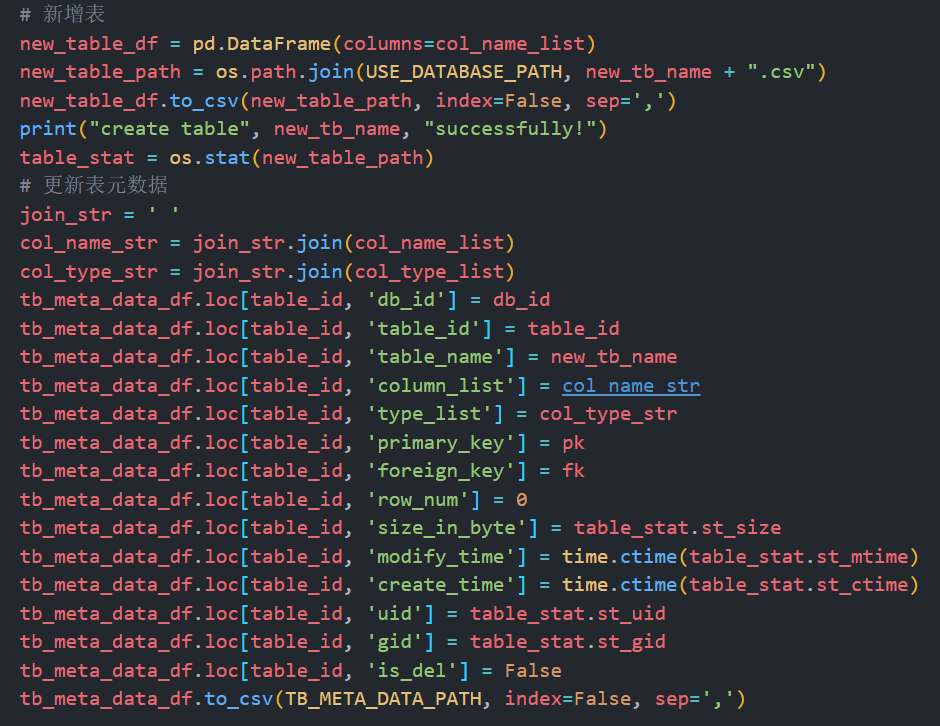 # 新增表
new_table_df = pd.DataFrame(columns=col_name_list)
new_table_path = os.path.join(USE_DATABASE_PATH, new_tb_name + ".csv")
new_table_df.to_csv(new_table_path, index=False, sep=',')
print("create table", new_tb_name, "successfully!")
table_stat = os.stat(new_table_path)
# 更新表元数据
join_str = ' '
col_name_str = join_str.join(col_name_list)
col_type_str = join_str.join(col_type_list)
tb_meta_data_df.loc[table_id, 'db_id'] = db_id
tb_meta_data_df.loc[table_id, 'table_id'] = table_id
tb_meta_data_df.loc[table_id, 'table_name'] = new_tb_name
tb_meta_data_df.loc[table_id, 'column_list'] = col_name_str
tb_meta_data_df.loc[table_id, 'type_list'] = col_type_str
tb_meta_data_df.loc[table_id, 'primary_key'] = pk
tb_meta_data_df.loc[table_id, 'foreign_key'] = fk
tb_meta_data_df.loc[table_id, 'row_num'] = 0
tb_meta_data_df.loc[table_id, 'size_in_byte'] = table_stat.st_size
tb_meta_data_df.loc[table_id, 'modify_time'] = time.ctime(table_stat.st_mtime)
tb_meta_data_df.loc[table_id, 'create_time'] = time.ctime(table_stat.st_ctime)
tb_meta_data_df.loc[table_id, 'uid'] = table_stat.st_uid
tb_meta_data_df.loc[table_id, 'gid'] = table_stat.st_gid
tb_meta_data_df.loc[table_id, 'is_del'] = False
tb_meta_data_df.to_csv(TB_META_DATA_PATH, index=False, sep=',')